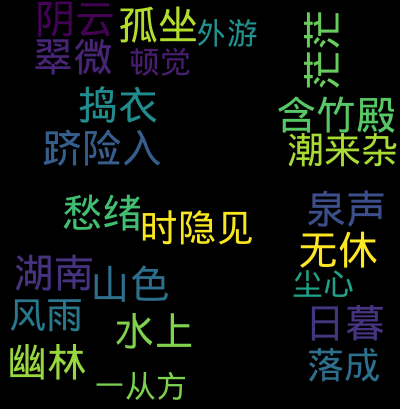 阴云
孤坐
外游
翠微
顿觉
茫茫
捣衣
含竹殿
跻险入
潮来杂
愁绪
时隐见
泉声
无休
湖南
山色
尘心
风雨
水上
日暮
幽林
一从方
落成